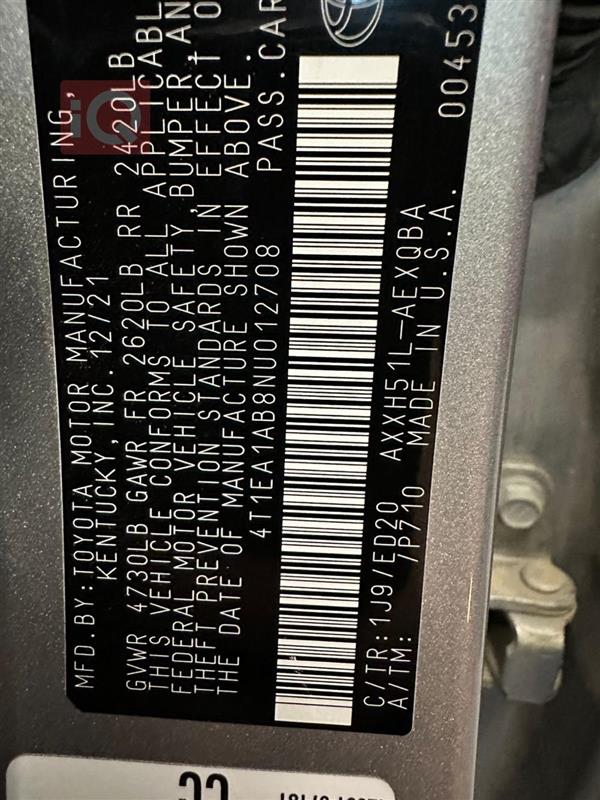 MFD.BY:TOYOTA MOTOR MANUFACTURING,
KENTUCKY,INC. 12/21
GVWR 4730LB GAWR FR 2620LB RR 2420LB
THIS VEHICLE CONFORMS TO ALL APPLICABL
FEDERAL MOTOR VEHICLE SAFETY, BUMPER, AN
THEFT PREVENTION STANDARDS IN EFFECT O
THE DATE OF MANUFACTURE SHOWN ABOVE.
4T1EA1AB8NU012708 PASS.CAR
C/TR:1J9/ED20 AXXH51L-AEXQBA 00453
A/TM: 7P710 MADE IN U.S.A.
iQ